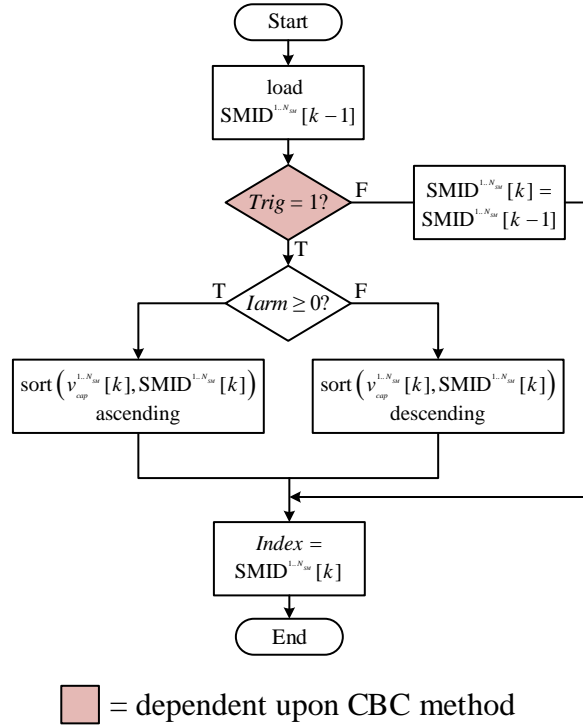 Start
load
SMID^{1..N_{SM}}[k−1]
Trig = 1?
F
SMID^{1..N_{SM}}[k] =
SMID^{1..N_{SM}}[k−1]
T
Iarm ≥ 0?
T
F
sort(v_{cap}^{1..N_{SM}}[k], SMID^{1..N_{SM}}[k])
ascending
sort(v_{cap}^{1..N_{SM}}[k], SMID^{1..N_{SM}}[k])
descending
Index =
SMID^{1..N_{SM}}[k]
End
= dependent upon CBC method